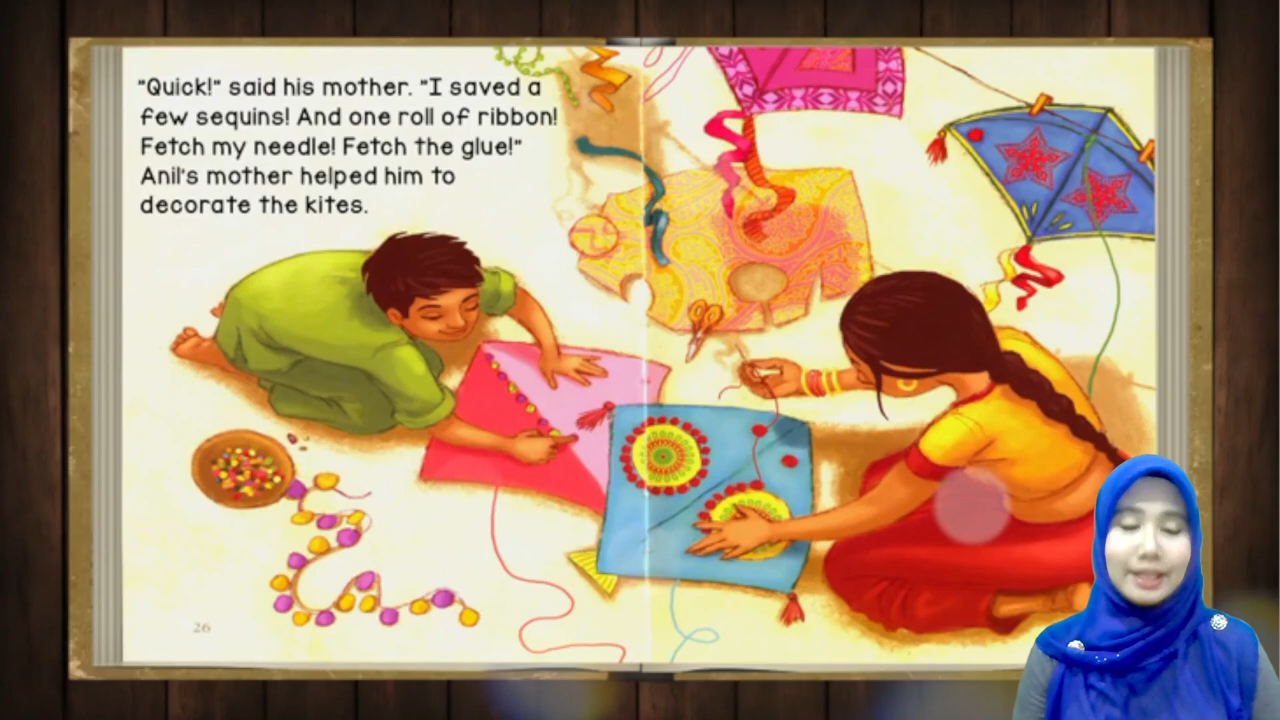 "Quick!" said his mother. "I saved a
few sequins! And one roll of ribbon!
Fetch my needle! Fetch the glue!"
Anil's mother helped him to
decorate the kites.
26